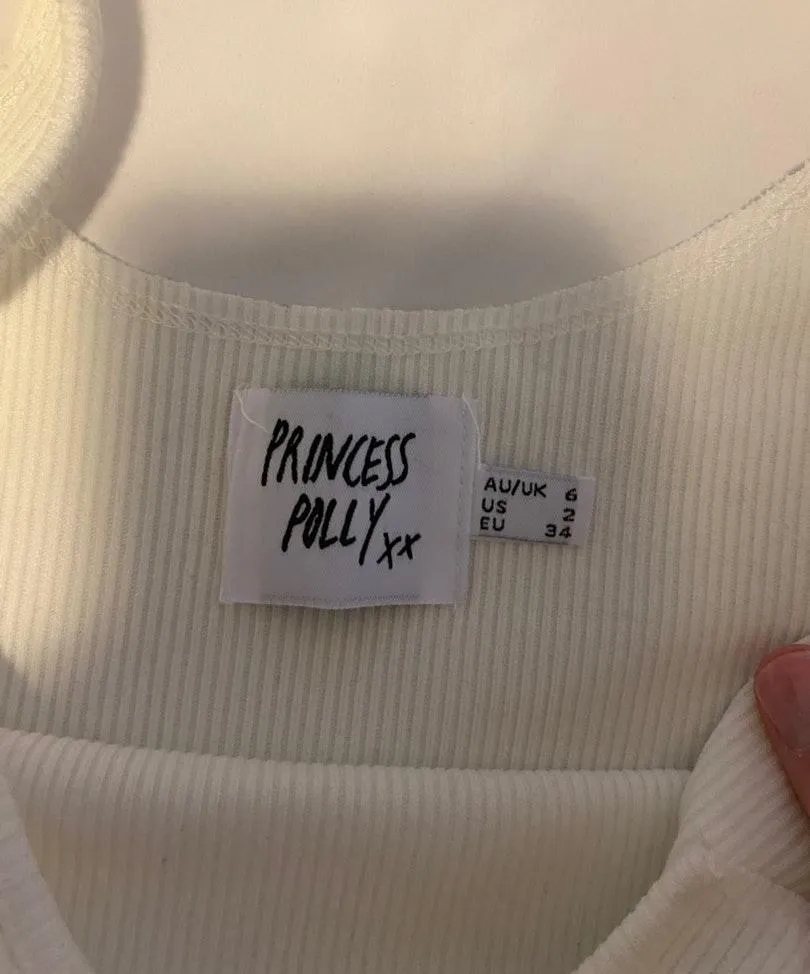 PRINCESS
POLLY xx
AU/UK 6
US 2
EU 34